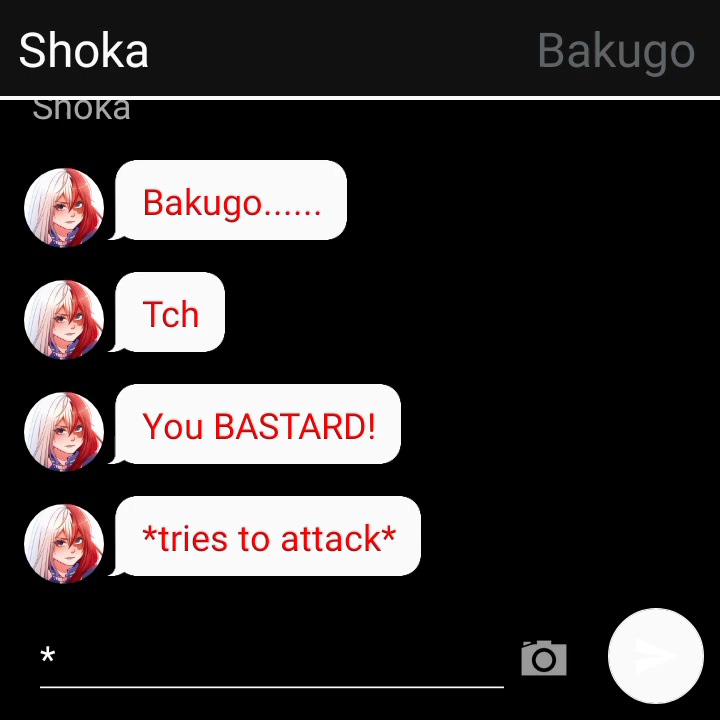 Shoka Bakugo
Shoka
Bakugo......
Tch
You BASTARD!
*tries to attack*
*